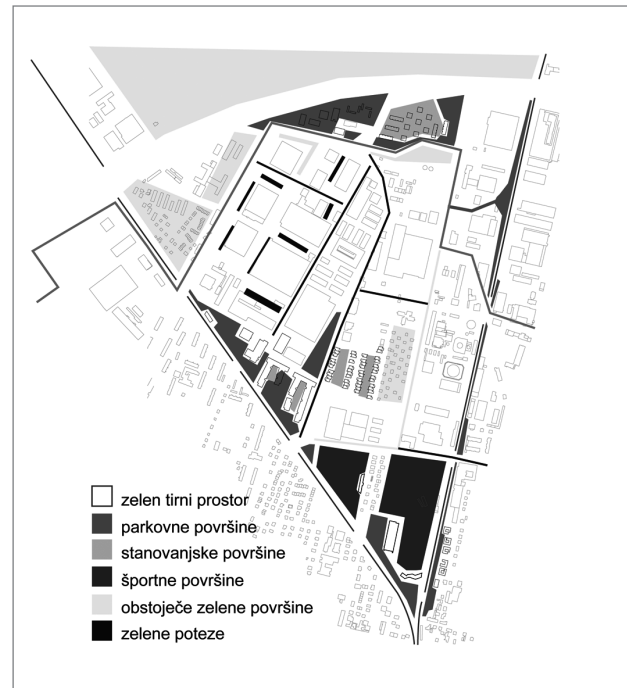 zelen tirni prostor
parkovne površine
stanovanjske površine
športne površine
obstoječe zelene površine
zelene poteze